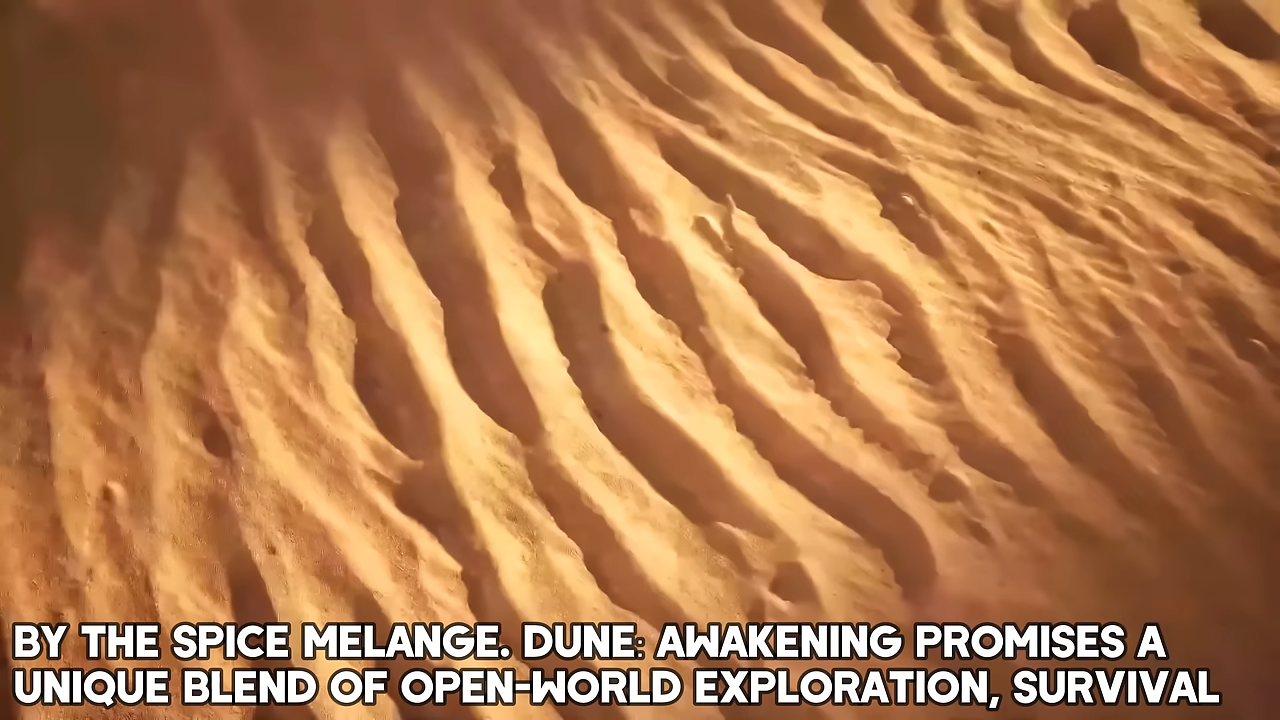 BY THE SPICE MELANGE. DUNE: AWAKENING PROMISES A
UNIQUE BLEND OF OPEN-WORLD EXPLORATION, SURVIVAL